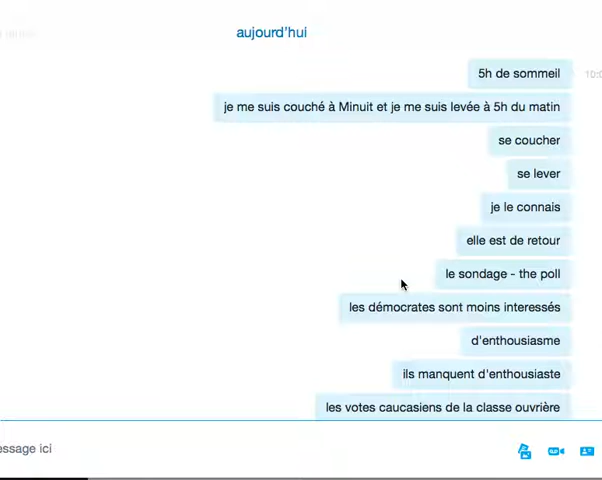 aujourd'hui
5h de sommeil
je me suis couché à Minuit et je me suis levée à 5h du matin
se coucher
se lever
je le connais
elle est de retour
le sondage - the poll
les démocrates sont moins interessés
d'enthousiasme
ils manquent d'enthousiaste
les votes caucasiens de la classe ouvrière
ici